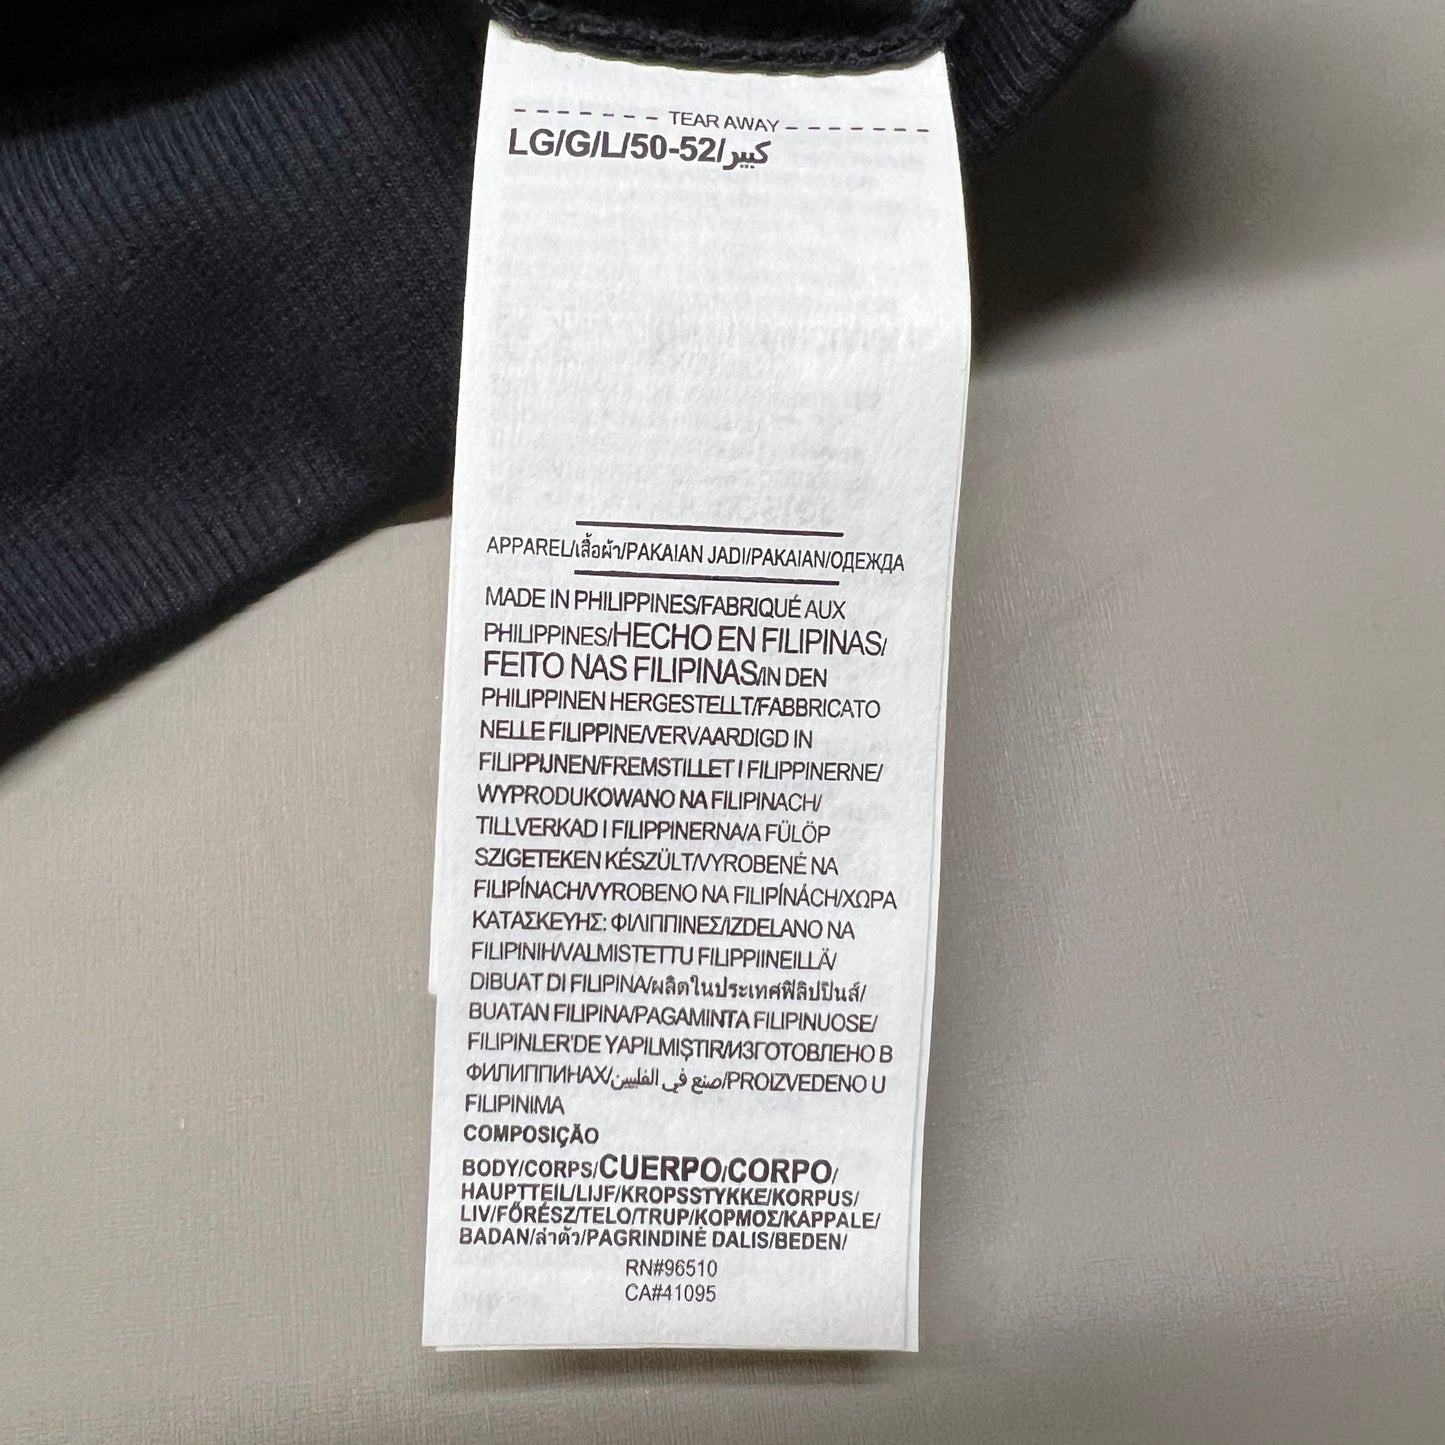 - - - - - - - - TEAR AWAY - - - - - - - -
LG/G/L/50-52/كبير
APPAREL/เสื้อผ้า/PAKAIAN JADI/PAKAIAN/ОДЕЖДА
MADE IN PHILIPPINES/FABRIQUÉ AUX
PHILIPPINES/HECHO EN FILIPINAS/
FEITO NAS FILIPINAS/IN DEN
PHILIPPINEN HERGESTELLT/FABBRICATO
NELLE FILIPPINE/VERVAARDIGD IN
FILIPPIJNEN/FREMSTILLET I FILIPPINERNE/
WYPRODUKOWANO NA FILIPINACH/
TILLVERKAD I FILIPPINERNA/A FÜLÖP
SZIGETEKEN KÉSZÜLT/VYROBENÉ NA
FILIPÍNACH/VYROBENO NA FILIPÍNÁCH/ΧΩΡΑ
ΚΑΤΑΣΚΕΥΗΣ: ΦΙΛΙΠΠΙΝΕΣ/IZDELANO NA
FILIPINIH/VALMISTETTU FILIPPIINEILLÄ/
DIBUAT DI FILIPINA/ผลิตในประเทศฟิลิปปินส์/
BUATAN FILIPINA/PAGAMINTA FILIPINUOSE/
FILIPINLER'DE YAPILMIŞTIR/ИЗГОТОВЛЕНО В
ФИЛИППИНАХ/صنع في الفلبين/PROIZVEDENO U
FILIPINIMA
COMPOSIÇÃO
BODY/CORPS/CUERPO/CORPO/
HAUPTTEIL/LIJF/KROPSSTYKKE/KORPUS/
LIV/FŐRÉSZ/TELO/TRUP/ΚΟΡΜΟΣ/KAPPALE/
BADAN/ลำตัว/PAGRINDINĖ DALIS/BEDEN/
RN#96510
CA#41095